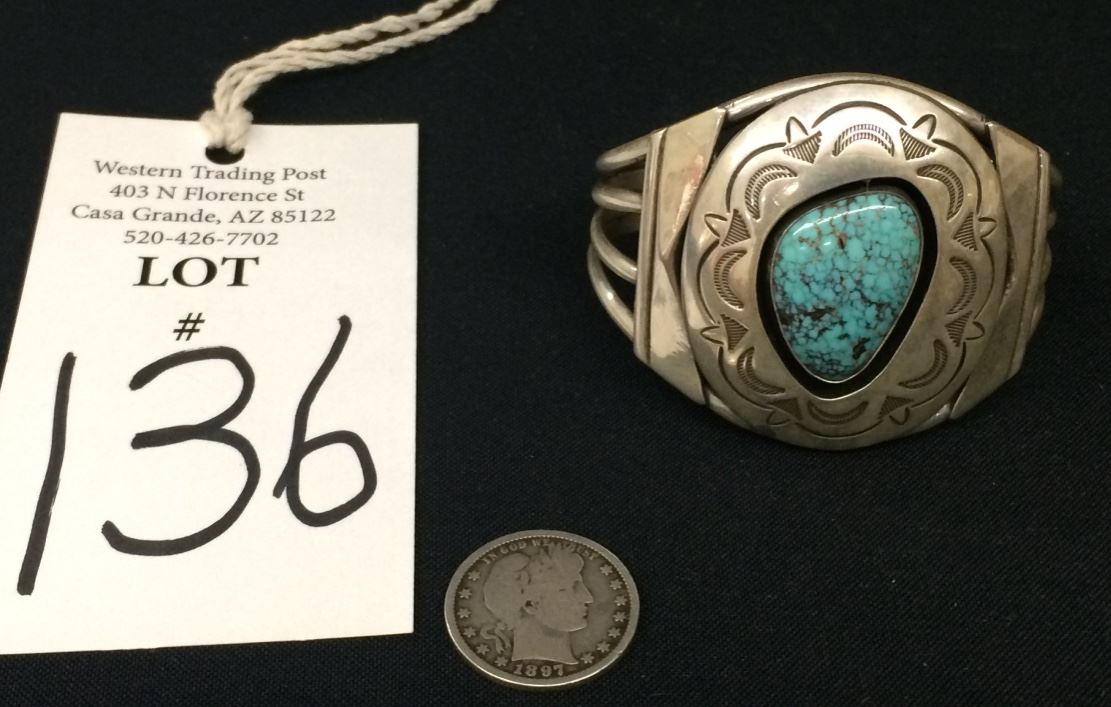 Western Trading Post
403 N Florence St
Casa Grande, AZ 85122
520-426-7702
LOT
#
136
IN GOD WE TRUST
1897